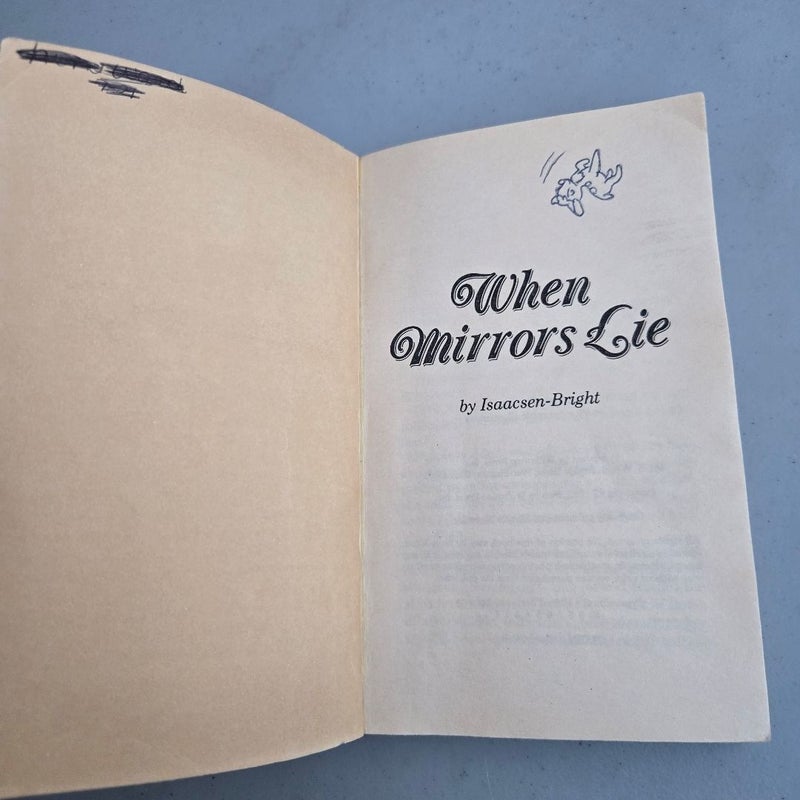 When
Mirrors Lie
by Isaacsen-Bright